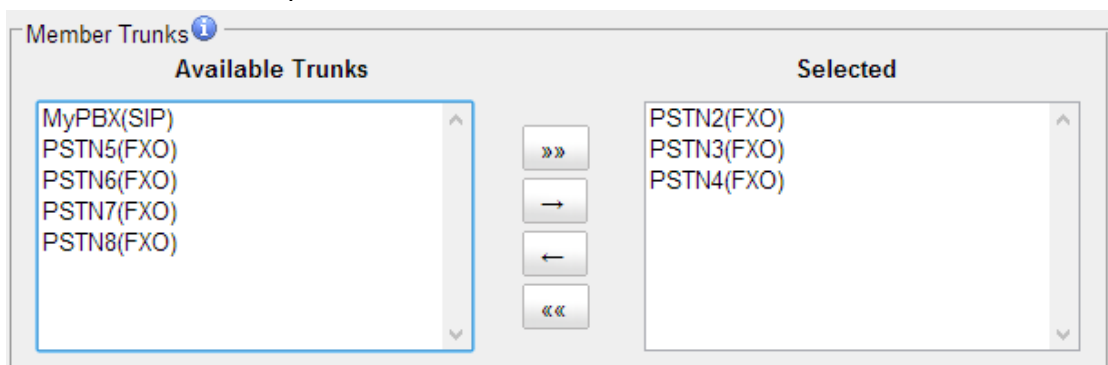 Member Trunks
Available Trunks
Selected
MyPBX(SIP)
PSTN5(FXO)
PSTN6(FXO)
PSTN7(FXO)
PSTN8(FXO)
»»
→
←
««
PSTN2(FXO)
PSTN3(FXO)
PSTN4(FXO)